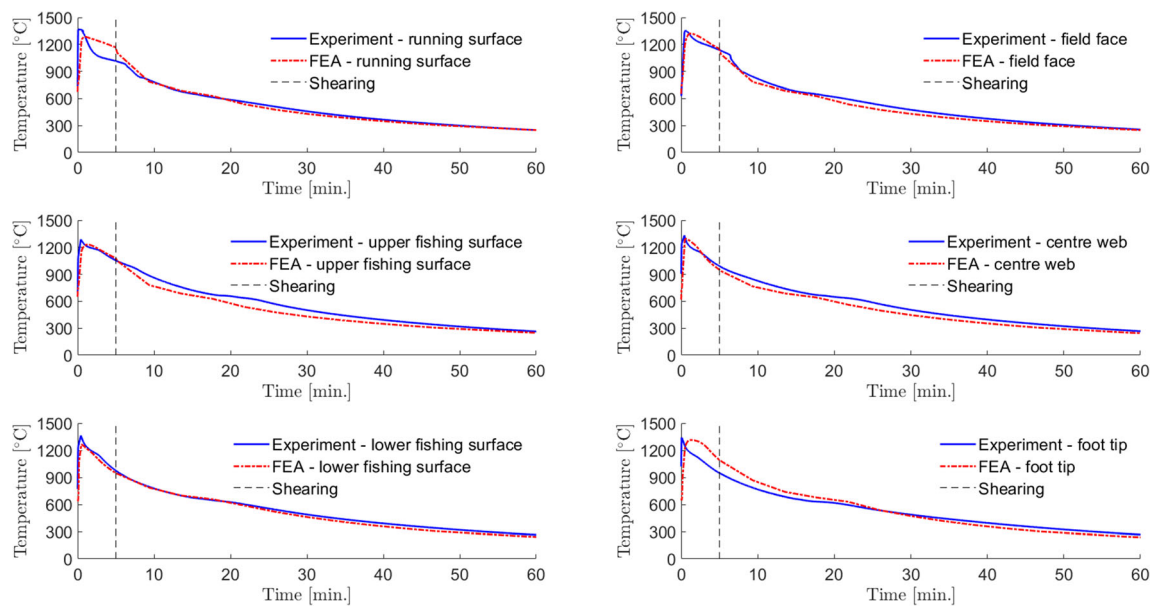 Temperature [°C]
1500
1200
900
600
300
0
Experiment - running surface
FEA - running surface
Shearing
0 10 20 30 40 50 60
Time [min.]
Temperature [°C]
1500
1200
900
600
300
0
Experiment - field face
FEA - field face
Shearing
0 10 20 30 40 50 60
Time [min.]
Temperature [°C]
1500
1200
900
600
300
0
Experiment - upper fishing surface
FEA - upper fishing surface
Shearing
0 10 20 30 40 50 60
Time [min.]
Temperature [°C]
1500
1200
900
600
300
0
Experiment - centre web
FEA - centre web
Shearing
0 10 20 30 40 50 60
Time [min.]
Temperature [°C]
1500
1200
900
600
300
0
Experiment - lower fishing surface
FEA - lower fishing surface
Shearing
0 10 20 30 40 50 60
Time [min.]
Temperature [°C]
1500
1200
900
600
300
0
Experiment - foot tip
FEA - foot tip
Shearing
0 10 20 30 40 50 60
Time [min.]